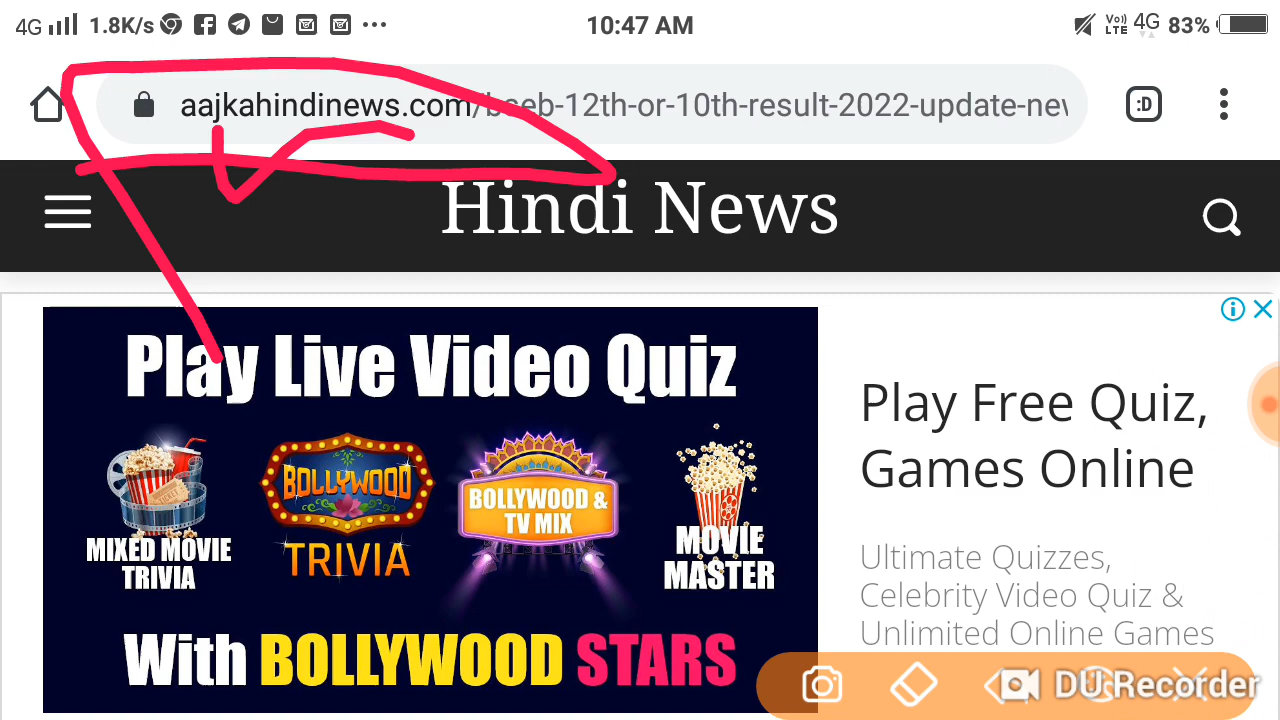 4G 1.8K/s ••• 10:47 AM Vo) LTE 4G 83%
aajkahindinews.com/bseb-12th-or-10th-result-2022-update-nev :D
Hindi News
Play Live Video Quiz
MIXED MOVIE
TRIVIA
BOLLYWOOD
TRIVIA
BOLLYWOOD &
TV MIX
MOVIE
MASTER
With BOLLYWOOD STARS
Play Free Quiz,
Games Online
Ultimate Quizzes,
Celebrity Video Quiz &
Unlimited Online Games
DU Recorder